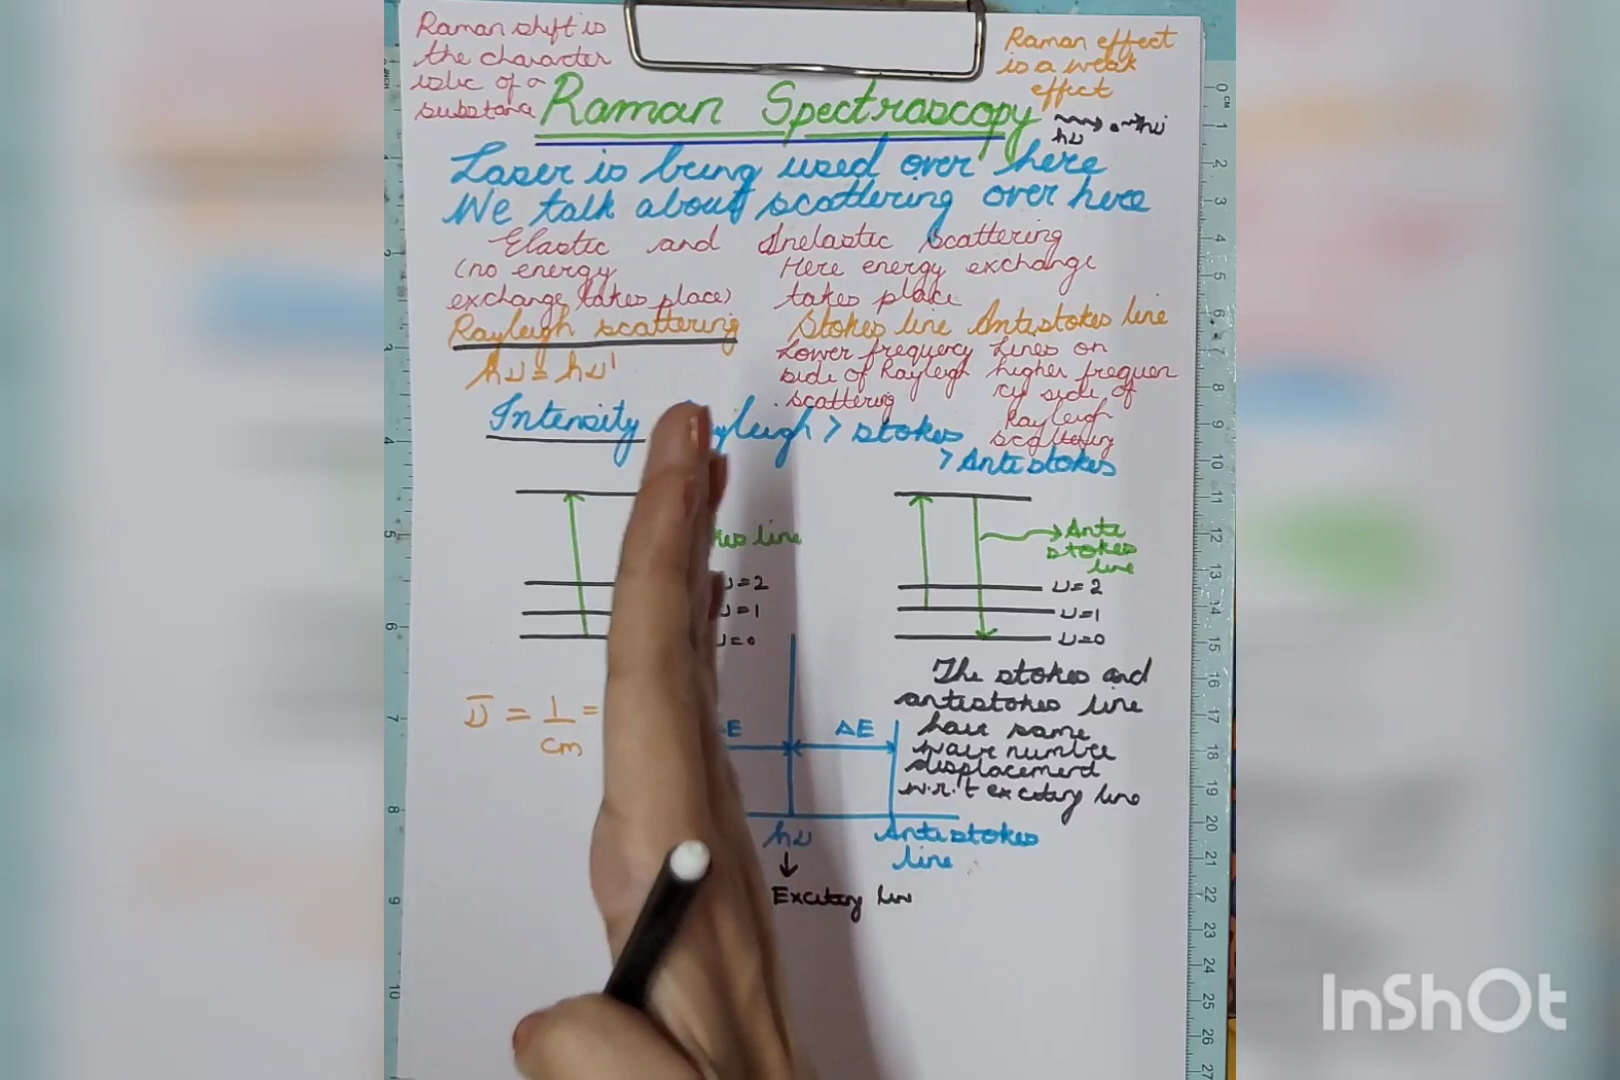 Raman shift is
the character
istic of a
substance
Raman effect
is a weak
effect
Raman Spectroscopy
hν
hν'
Laser is being used over here
We talk about scattering over here
Elastic and Inelastic scattering
(no energy
exchange takes place)
Here energy exchange
takes place
Rayleigh scattering
hν = hν'
Stokes line Antistokes line
Lower frequency
side of Rayleigh
scattering
Lines on
higher frequen
cy side of
Rayleigh
scattering
Intensity
yleigh > stokes
> Antistokes
kes line
ν=2
ν=1
ν=0
Anti
stokes
line
ν=2
ν=1
ν=0
ν̅ = 1/cm =
E
ΔE
hν
Antistokes
line
Exciting lin
The stokes and
antistokes line
have same
wave number
displacement
w.r.t exciting line
InShOt